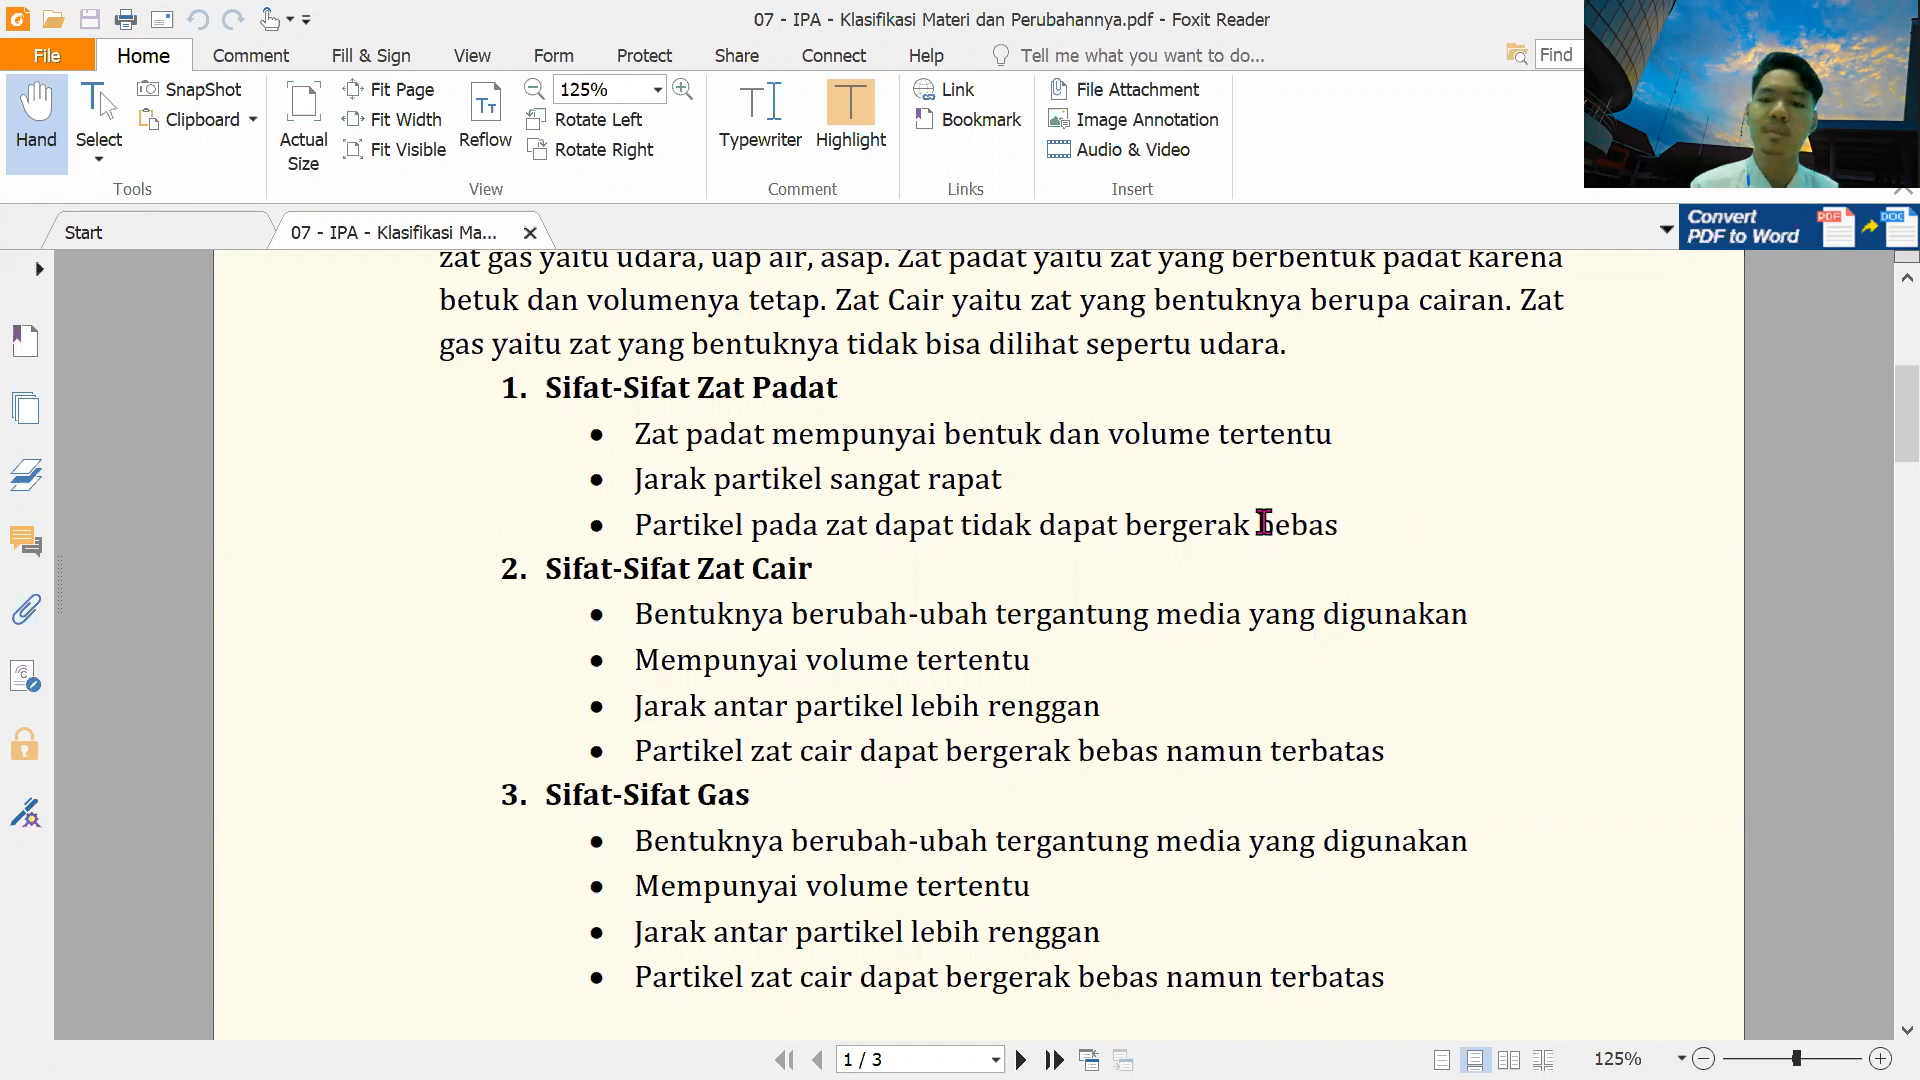 07 - IPA - Klasifikasi Materi dan Perubahannya.pdf - Foxit Reader
File Home Comment Fill & Sign View Form Protect Share Connect Help Tell me what you want to do... Find
Hand
Select
SnapShot
Clipboard
Tools
Actual Size
Fit Page
Fit Width
Fit Visible
Reflow
125%
Rotate Left
Rotate Right
View
Typewriter
Highlight
Comment
Link
Bookmark
Links
File Attachment
Image Annotation
Audio & Video
Insert
Start
07 - IPA - Klasifikasi Ma...
Convert
PDF to Word
PDF
DOC
zat gas yaitu udara, uap air, asap. Zat padat yaitu zat yang berbentuk padat karena
betuk dan volumenya tetap. Zat Cair yaitu zat yang bentuknya berupa cairan. Zat
gas yaitu zat yang bentuknya tidak bisa dilihat sepertu udara.
1. Sifat-Sifat Zat Padat
• Zat padat mempunyai bentuk dan volume tertentu
• Jarak partikel sangat rapat
• Partikel pada zat dapat tidak dapat bergerak bebas
2. Sifat-Sifat Zat Cair
• Bentuknya berubah-ubah tergantung media yang digunakan
• Mempunyai volume tertentu
• Jarak antar partikel lebih renggan
• Partikel zat cair dapat bergerak bebas namun terbatas
3. Sifat-Sifat Gas
• Bentuknya berubah-ubah tergantung media yang digunakan
• Mempunyai volume tertentu
• Jarak antar partikel lebih renggan
• Partikel zat cair dapat bergerak bebas namun terbatas
1 / 3
125%